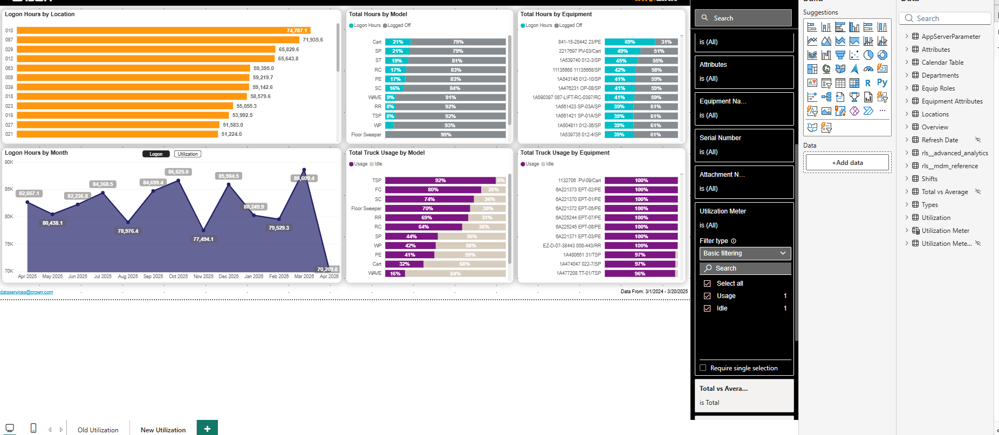 Logon Hours by Location
010 74,787.1
087 71,935.6
029 65,829.6
012 65,643.8
063 59,395.0
008 59,219.7
039 59,142.6
018 58,579.6
023 55,055.3
019 53,992.5
027 51,583.0
021 51,224.0
Total Hours by Model
Logon Hours Logged Off
Cart 21% 79%
SP 21% 79%
ST 19% 81%
RC 17% 83%
PE 17% 83%
SC 16% 84%
WAVE 9% 91%
RR 8% 92%
TSP 8% 92%
WP 93%
Floor Sweeper 99%
Total Hours by Equipment
Logon Hours Logged Off
841-15-28442 23/PE 69% 31%
2217697 PV-03/Cart 49% 51%
1A539740 012-3/SP 45% 55%
11135668 11135668/SP 42% 58%
1A543145 012-10/SP 41% 59%
1A476231 OP-08/SP 41% 59%
1A590397 087-LIFT-RC-0397/RC 41% 59%
1A561423 SP-03A/SP 39% 61%
1A561421 SP-01A/SP 39% 61%
1A504811 012-36/SP 39% 61%
1A539735 012-4/SP 39% 61%
Logon Hours by Month
Logon Utilization
90K
85K
80K
75K
70K
82,657.1
80,438.1
82,236.8
84,368.5
78,976.4
84,699.4
86,625.0
77,494.1
85,904.5
80,249.9
79,529.3
88,609.4
70,209.0
Apr 2025 May 2025 Jun 2025 Jul 2025 Aug 2025 Sep 2025 Oct 2025 Nov 2025 Dec 2025 Jan 2026 Feb 2026 Mar 2026 Apr 2026
Total Truck Usage by Model
Usage Idle
TSP 92% 8%
FC 80% 20%
SC 74% 26%
Floor Sweeper 70% 30%
RR 69% 31%
RC 64% 36%
SP 44% 56%
WP 42% 58%
PE 41% 59%
Cart 32% 68%
WAVE 16% 84%
Total Truck Usage by Equipment
Usage Idle
1132706 PV-09/Cart 100%
6A221373 EPT-02/PE 100%
6A221370 EPT-01/PE 100%
6A221372 EPT-05/PE 100%
6A225244 EPT-07/PE 100%
6A225245 EPT-08/PE 100%
6A221371 EPT-03/PE 100%
EZ-D-07-38443 008-443/RR 100%
1A480651 31/TSP 97%
1A474047 022-7/SP 97%
1A477208 TT-01/TSP 96%
dataservices@crown.com
Data From: 3/1/2024 - 3/20/2025
Old Utilization
New Utilization
+
Search
is (All)
Attributes
is (All)
Equipment Na...
is (All)
Serial Number
is (All)
Attachment N...
is (All)
Utilization Meter
is (All)
Filter type
Basic filtering
Search
Select all
Usage 1
Idle 1
Require single selection
Total vs Avera...
is Total
Suggestions
123
R
Py
...
Data
+Add data
Search
AppServerParameter
Attributes
Calendar Table
Departments
Equip Roles
Equipment Attributes
Locations
Overview
Refresh Date
rls__advanced_analytics
rls__mdm_reference
Shifts
Total vs Average
Types
Utilization
Utilization Meter
Utilization Mete...